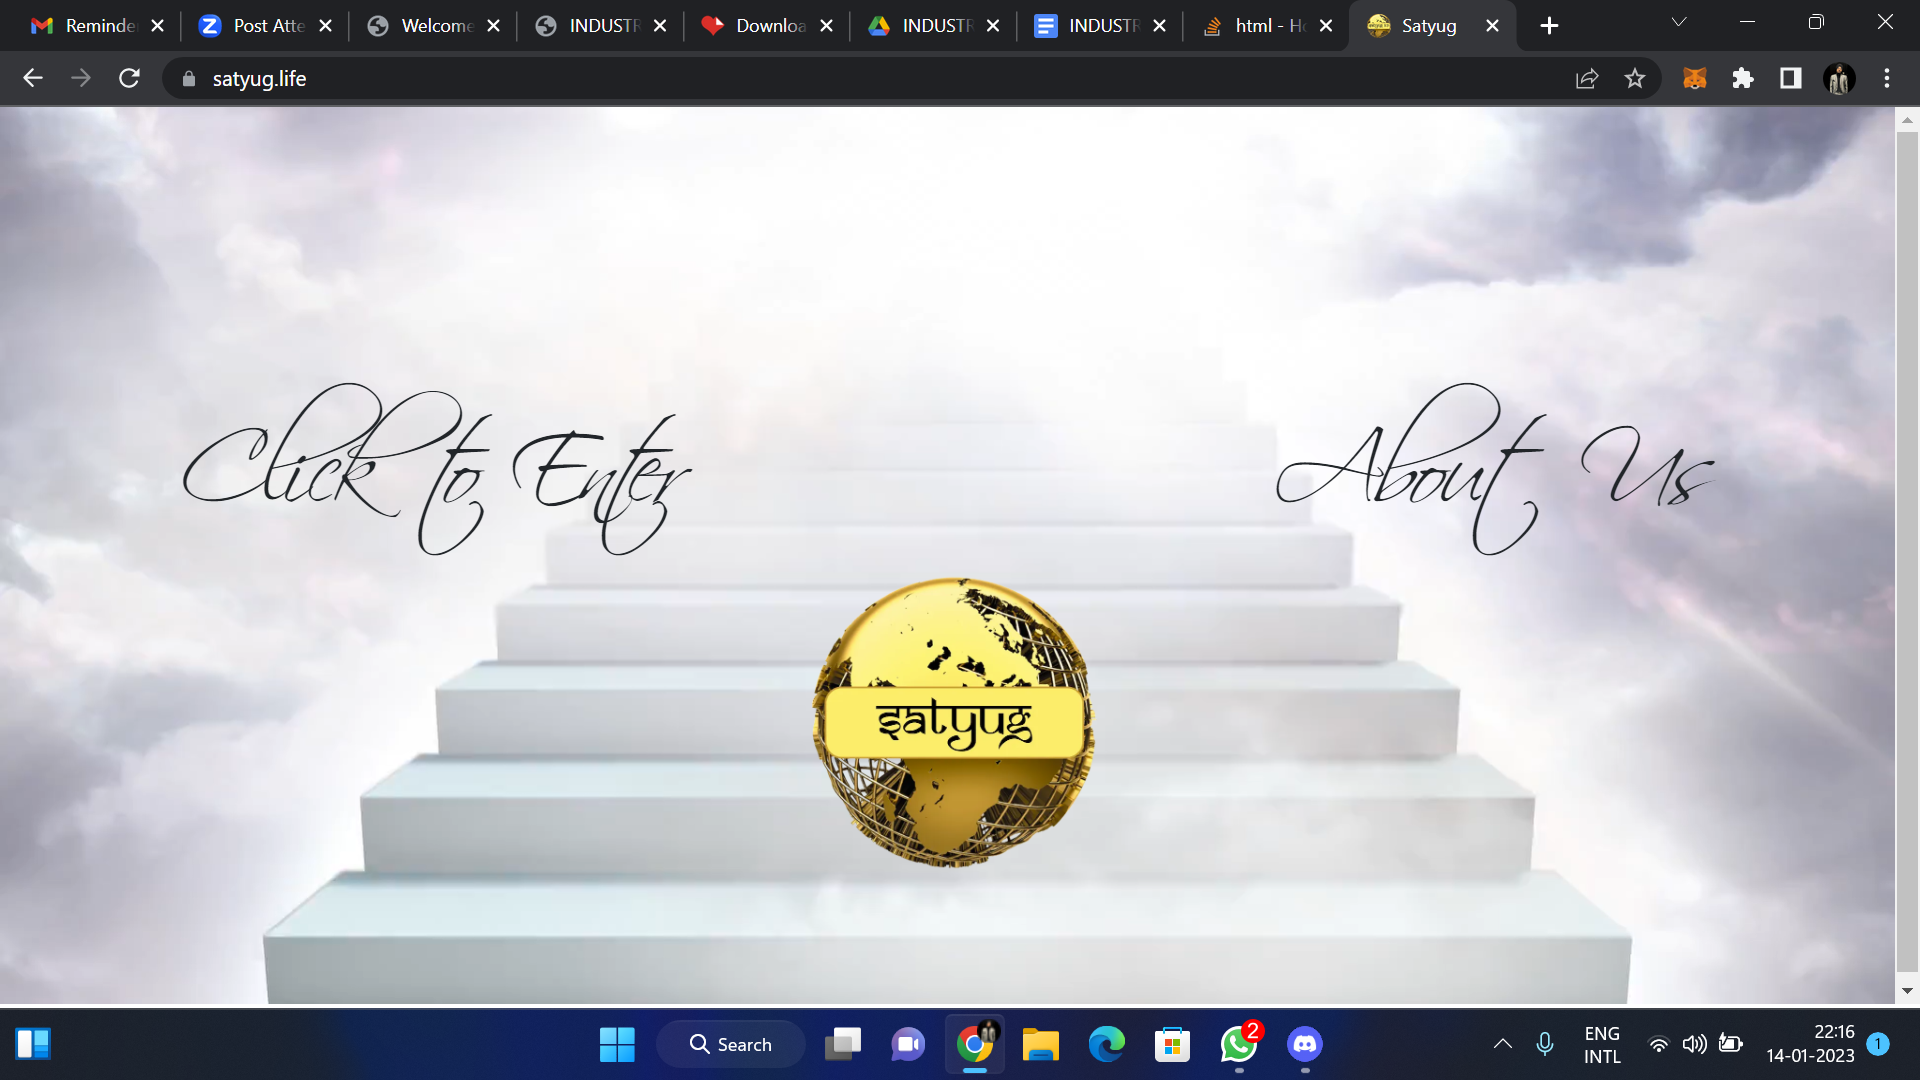 Reminde
Post Atte
Welcome
INDUSTR
Downloa
INDUSTR
INDUSTR
html - Ho
Satyug
satyug.life
Click to Enter
About Us
satyug
Search
2
ENG
INTL
22:16
14-01-2023
1